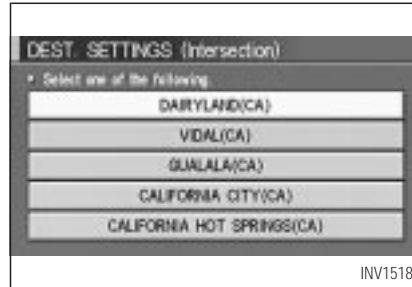 DEST. SETTINGS (Intersection)
• Select one of the following.
DAIRYLAND(CA)
VIDAL(CA)
GUALALA(CA)
CALIFORNIA CITY(CA)
CALIFORNIA HOT SPRINGS(CA)
INV1518